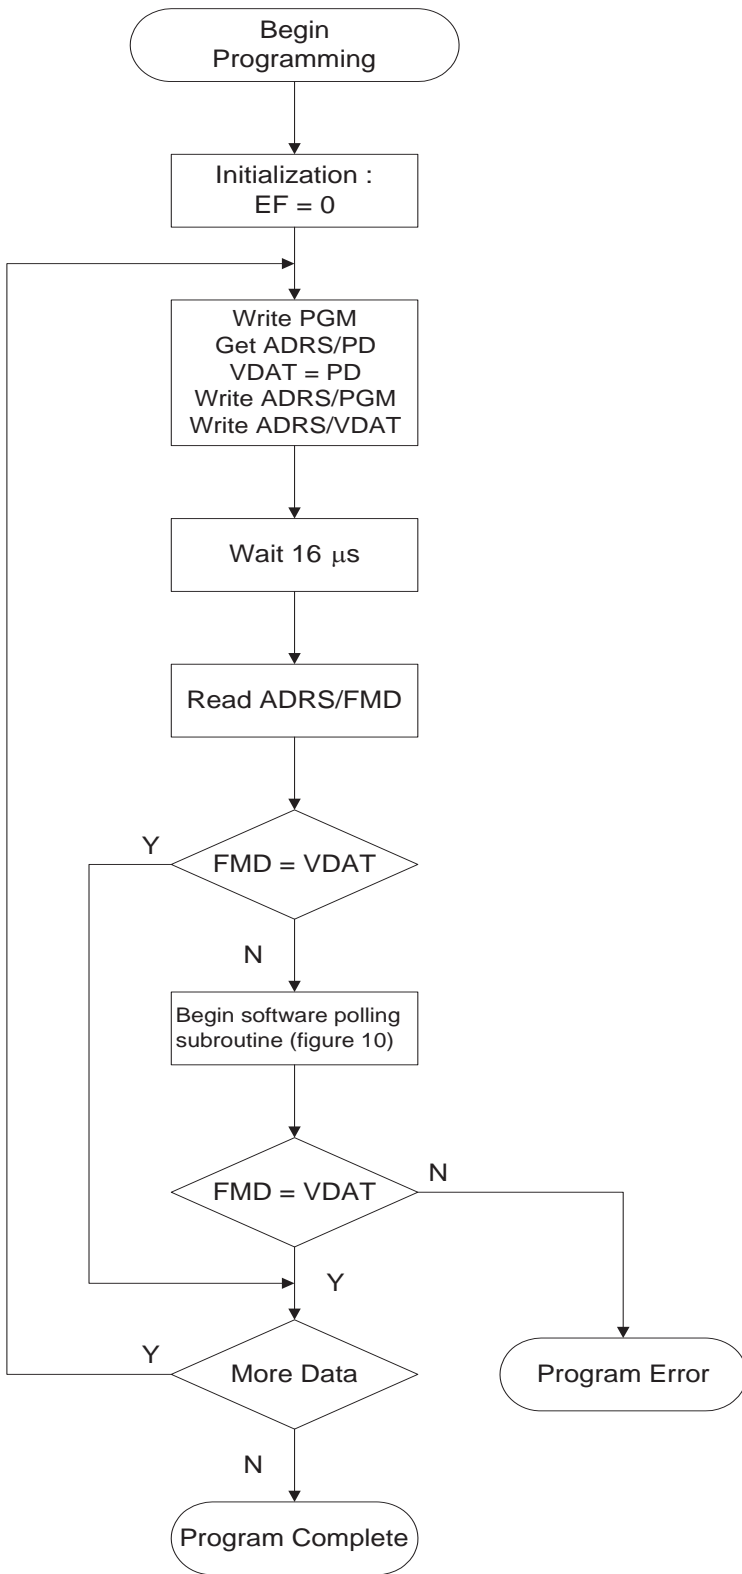 Begin
Programming
Initialization :
EF = 0
Write PGM
Get ADRS/PD
VDAT = PD
Write ADRS/PGM
Write ADRS/VDAT
Wait 16 μs
Read ADRS/FMD
Y
FMD = VDAT
N
Begin software polling
subroutine (figure 10)
FMD = VDAT
N
Y
Y
More Data
Program Error
N
Program Complete